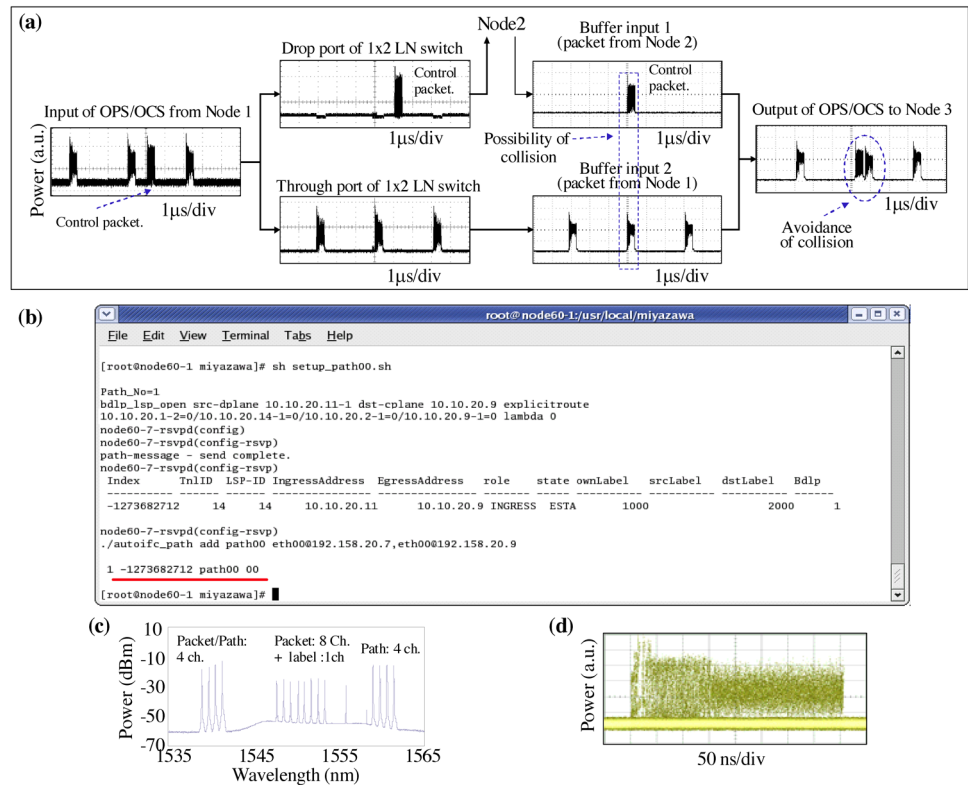 (a)
Node2
Drop port of 1x2 LN switch
Control
packet.
1µs/div
Buffer input 1
(packet from Node 2)
Control
packet.
1µs/div
Input of OPS/OCS from Node 1
Power (a.u.)
Control packet.
1µs/div
Possibility of
collision
Output of OPS/OCS to Node 3
1µs/div
Avoidance
of collision
Through port of 1x2 LN switch
1µs/div
Buffer input 2
(packet from Node 1)
1µs/div
(b)
root@node60-1:/usr/local/miyazawa
File Edit View Terminal Tabs Help
[root@node60-1 miyazawa]# sh setup_path00.sh
Path_No=1
bdlp_lsp_open src-dplane 10.10.20.11-1 dst-cplane 10.10.20.9 explicitroute
10.10.20.1-2=0/10.10.20.14-1=0/10.10.20.2-1=0/10.10.20.9-1=0 lambda 0
node60-7-rsvpd(config)
node60-7-rsvpd(config-rsvp)
path-message - send complete.
node60-7-rsvpd(config-rsvp)
Index TnlID LSP-ID IngressAddress EgressAddress role state ownLabel srcLabel dstLabel Bdlp
-1273682712 14 14 10.10.20.11 10.10.20.9 INGRESS ESTA 1000 2000 1
node60-7-rsvpd(config-rsvp)
./autoifc_path add path00 eth00@192.158.20.7,eth00@192.158.20.9
1 -1273682712 path00 00
[root@node60-1 miyazawa]#
(c)
Power (dBm)
10
-10
-30
-50
-70
Packet/Path:
4 ch.
Packet: 8 Ch.
+ label :1ch
Path: 4 ch.
1535 1545 1555 1565
Wavelength (nm)
(d)
Power (a.u.)
50 ns/div